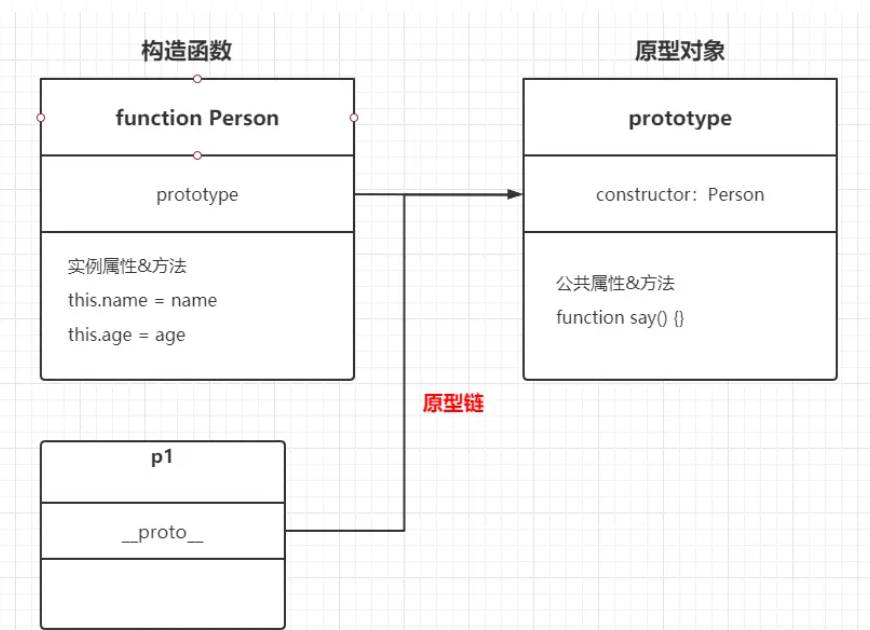 构造函数
function Person
prototype
实例属性&方法
this.name = name
this.age = age
原型对象
prototype
constructor：Person
公共属性&方法
function say() {}
原型链
p1
__proto__